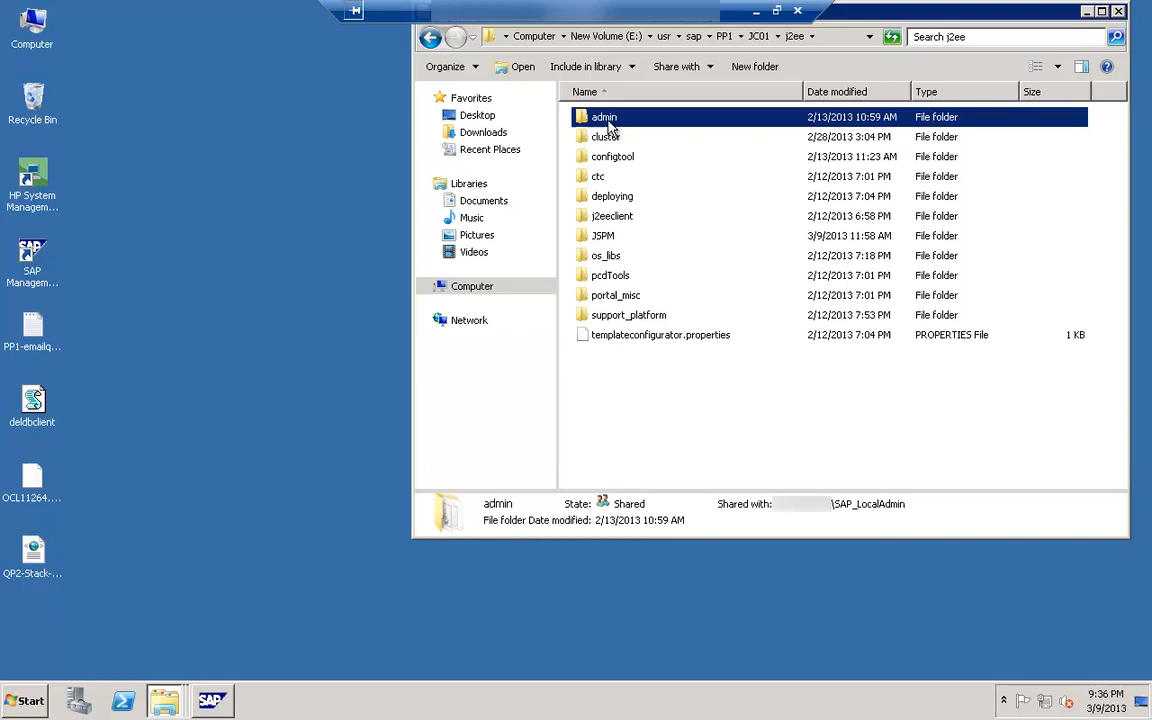 Computer
Recycle Bin
HP System
Managem...
SAP
Managem...
PP1-emailq...
deldbclient
OCL11264....
QP2-Stack-...
Computer
New Volume (E:)
usr
sap
PP1
JC01
j2ee
Search j2ee
Organize
Open
Include in library
Share with
New folder
Favorites
Desktop
Downloads
Recent Places
Libraries
Documents
Music
Pictures
Videos
Computer
Network
Name Date modified Type Size
admin 2/13/2013 10:59 AM File folder
cluster 2/28/2013 3:04 PM File folder
configtool 2/13/2013 11:23 AM File folder
ctc 2/12/2013 7:01 PM File folder
deploying 2/12/2013 7:04 PM File folder
j2eeclient 2/12/2013 6:58 PM File folder
JSPM 3/9/2013 11:58 AM File folder
os_libs 2/12/2013 7:18 PM File folder
pcdTools 2/12/2013 7:01 PM File folder
portal_misc 2/12/2013 7:01 PM File folder
support_platform 2/12/2013 7:53 PM File folder
templateconfigurator.properties 2/12/2013 7:04 PM PROPERTIES File 1 KB
admin State: Shared Shared with: \SAP_LocalAdmin
File folder Date modified: 2/13/2013 10:59 AM
Start
SAP
9:36 PM
3/9/2013